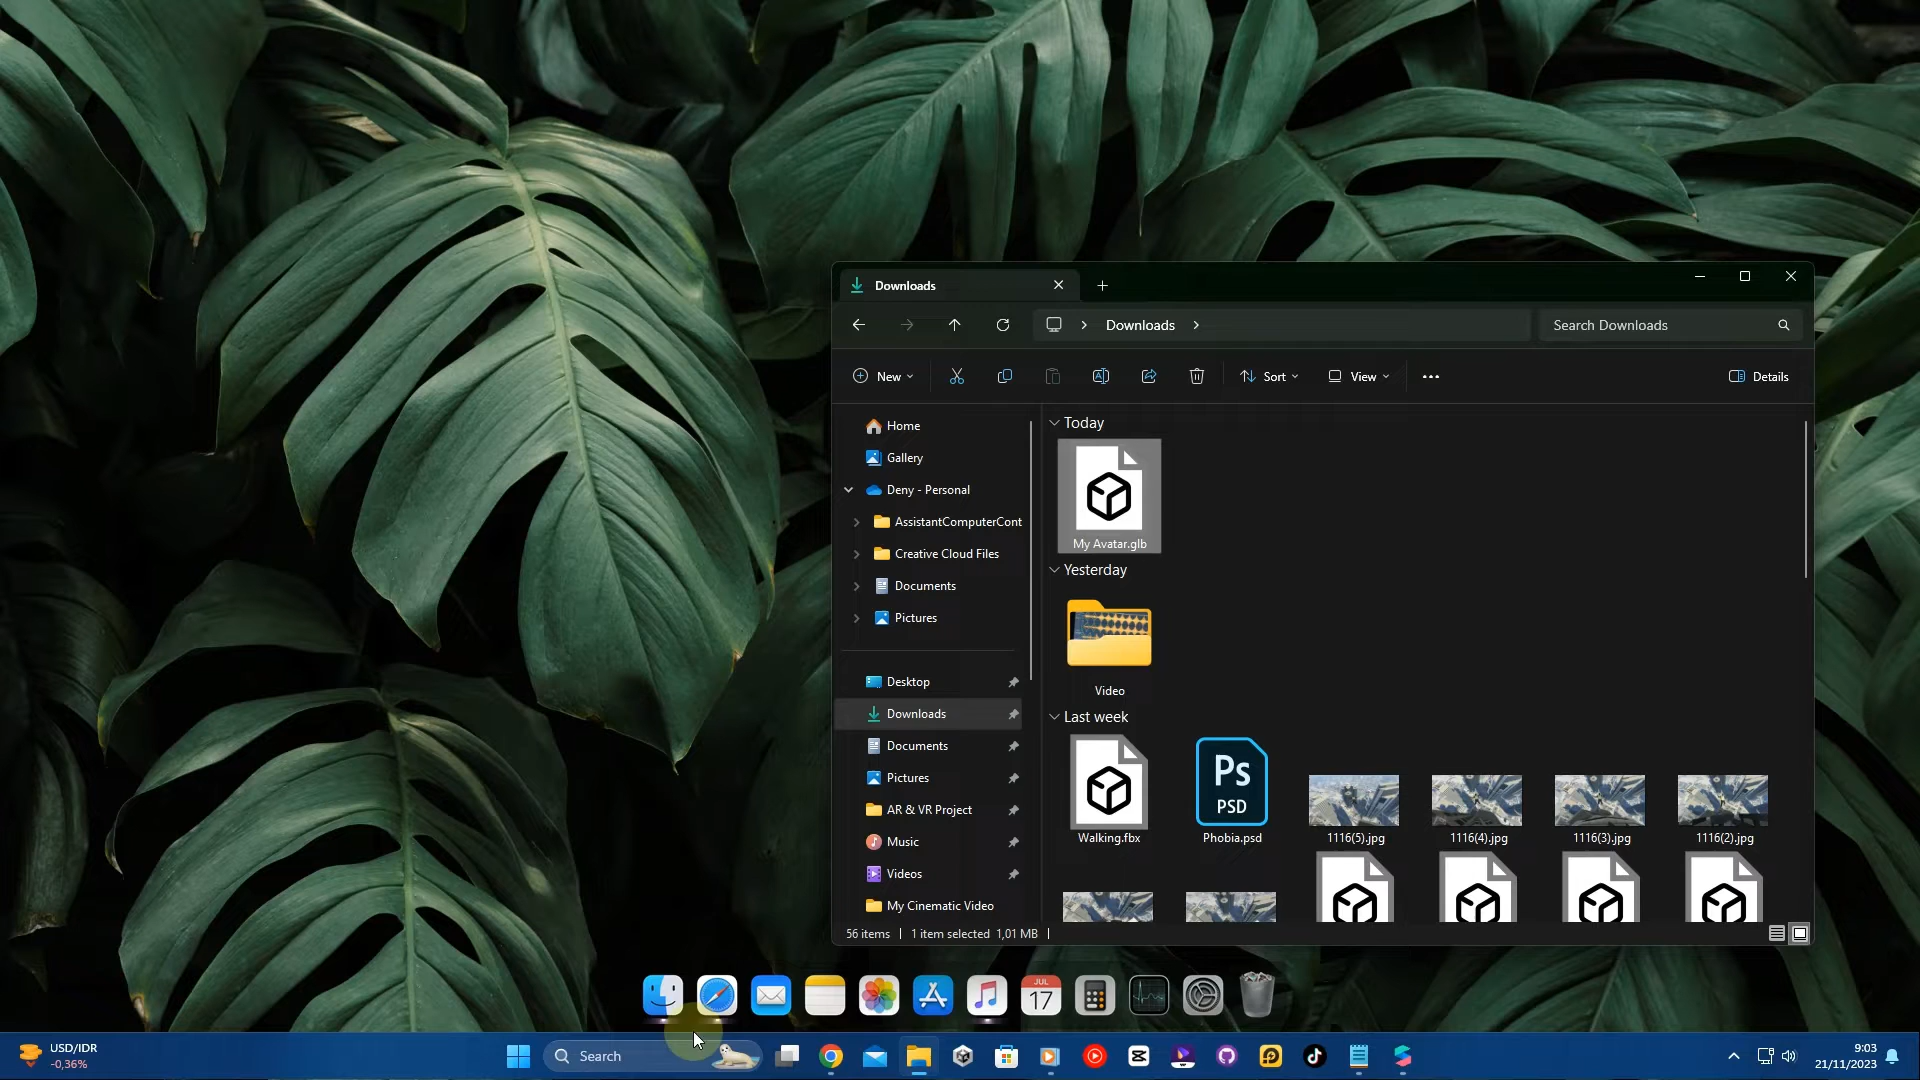 Downloads
Downloads
Search Downloads
New
Sort
View
Details
Home
Gallery
Deny - Personal
AssistantComputerCont
Creative Cloud Files
Documents
Pictures
Desktop
Downloads
Documents
Pictures
AR & VR Project
Music
Videos
My Cinematic Video
Today
My Avatar.glb
Yesterday
Video
Last week
Ps
PSD
Walking.fbx
Phobia.psd
1116(5).jpg
1116(4).jpg
1116(3).jpg
1116(2).jpg
56 items
1 item selected 1,01 MB
JUL
17
USD/IDR
-0,36%
Search
9:03
21/11/2023